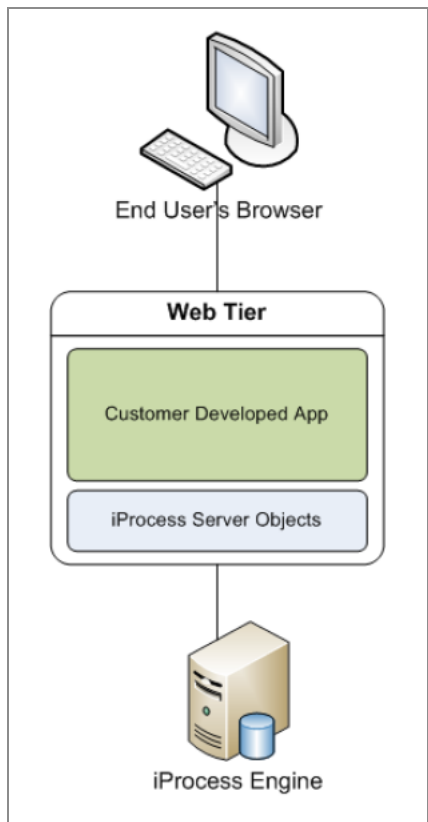 End User's Browser
Web Tier
Customer Developed App
iProcess Server Objects
iProcess Engine